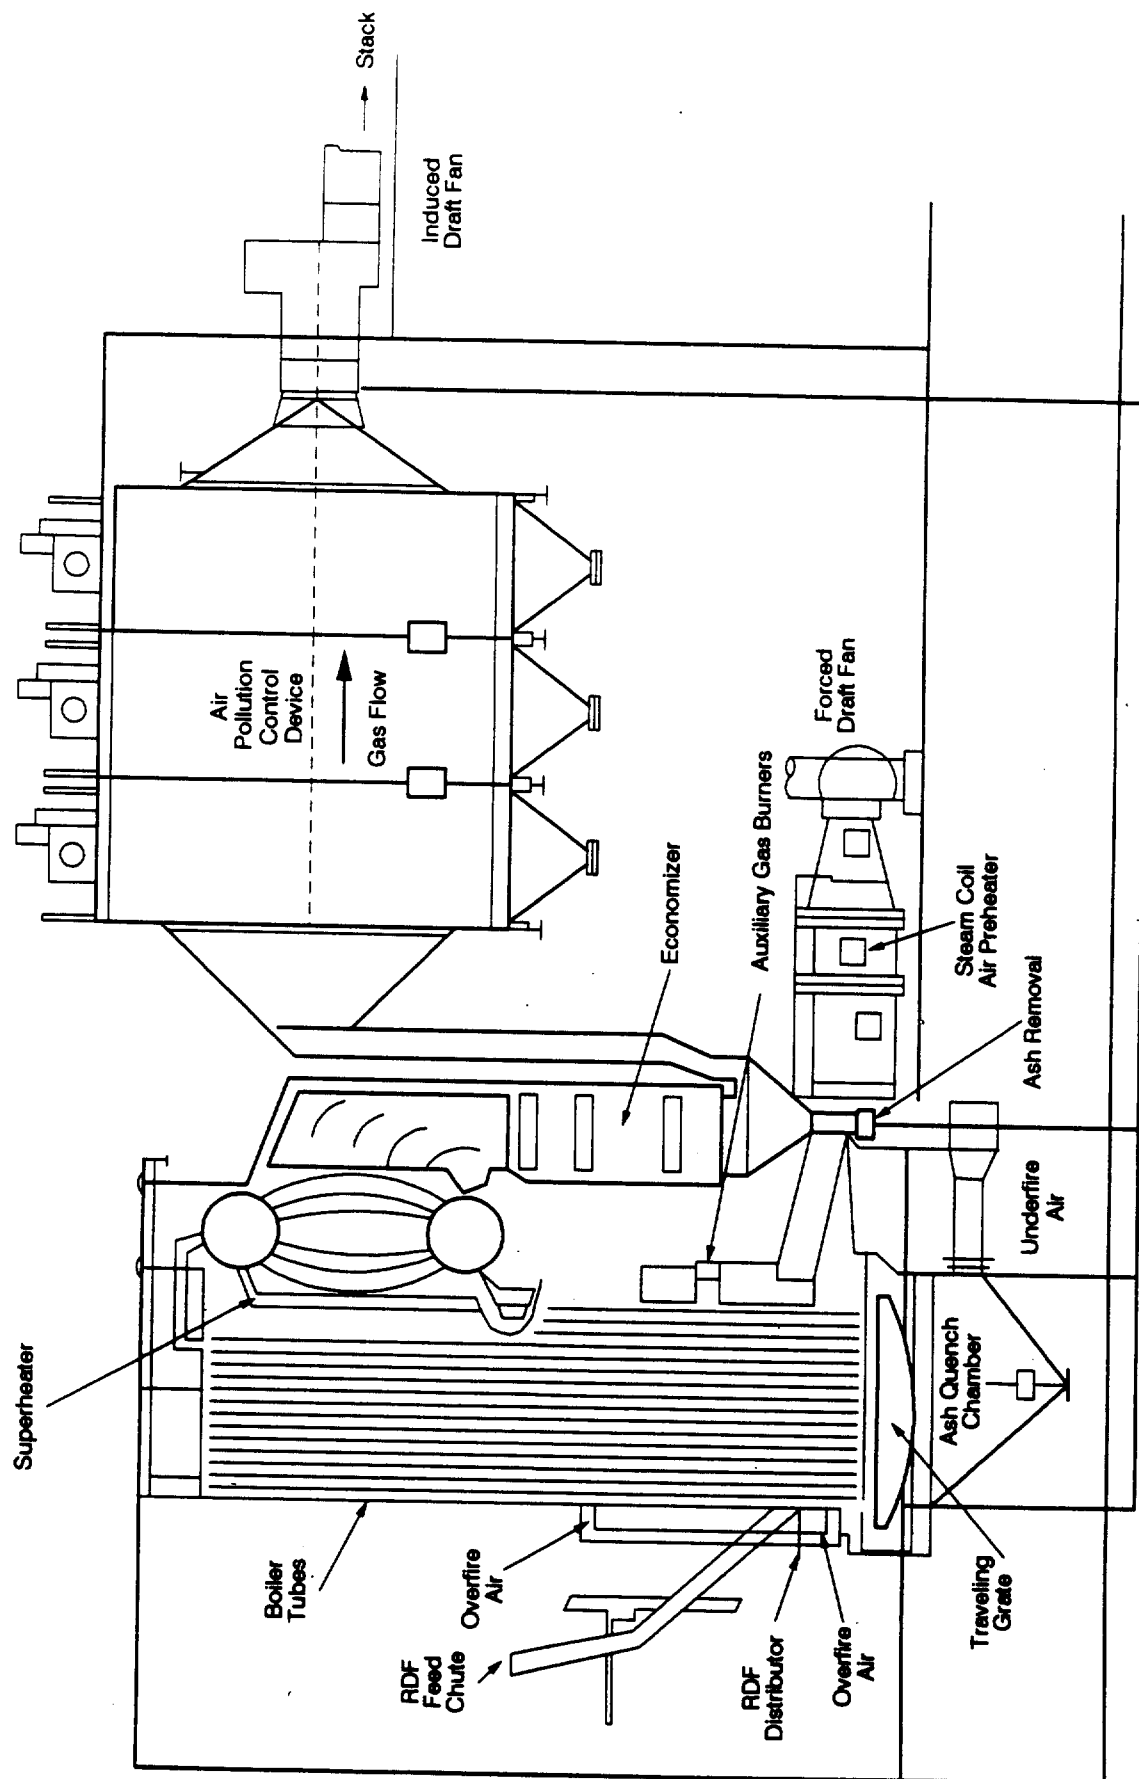 Stack
Induced
Draft Fan
Air
Pollution
Control
Device
Gas Flow
Forced
Draft Fan
Economizer
Auxiliary Gas Burners
Steam Coil
Air Preheater
Ash Removal
Superheater
Underfire
Air
Ash Quench
Chamber
Boiler
Tubes
Overfire
Air
RDF
Feed
Chute
RDF
Distributor
Overfire
Air
Traveling
Grate